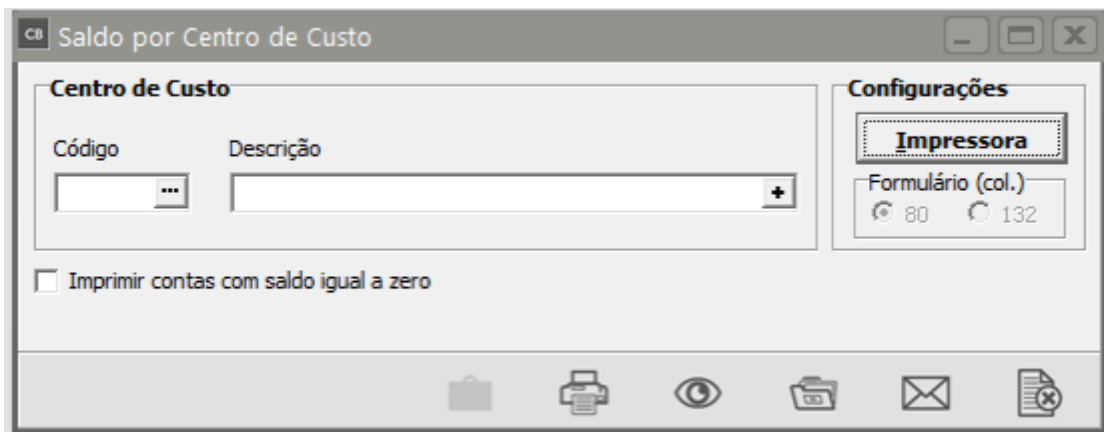 CB Saldo por Centro de Custo
Centro de Custo
Código Descrição
Configurações
Impressora
Formulário (col.)
80 132
Imprimir contas com saldo igual a zero